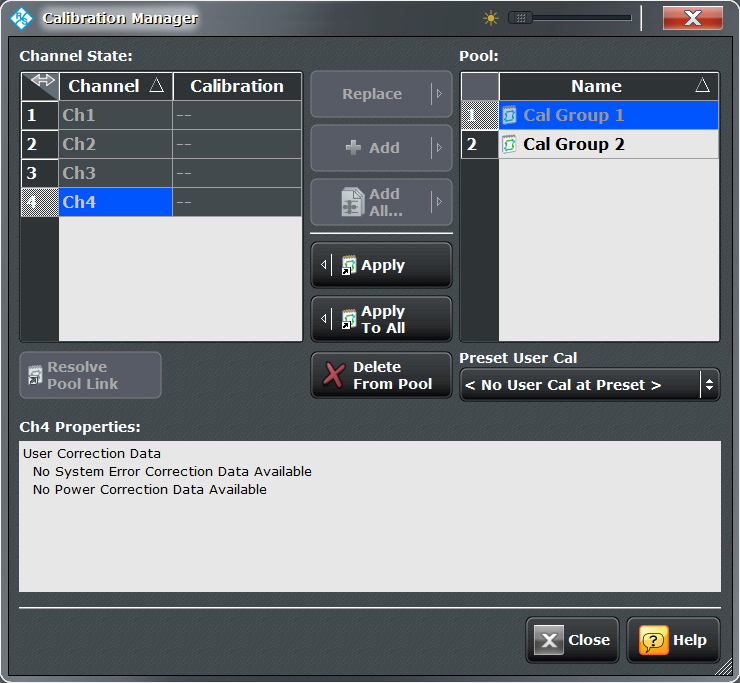 Calibration Manager
Channel State:
Channel Calibration
1 Ch1 --
2 Ch2 --
3 Ch3 --
4 Ch4 --
Replace
Add
Add
All...
Apply
Apply
To All
Delete
From Pool
Resolve
Pool Link
Pool:
Name
1 Cal Group 1
2 Cal Group 2
Preset User Cal
< No User Cal at Preset >
Ch4 Properties:
User Correction Data
No System Error Correction Data Available
No Power Correction Data Available
Close
Help